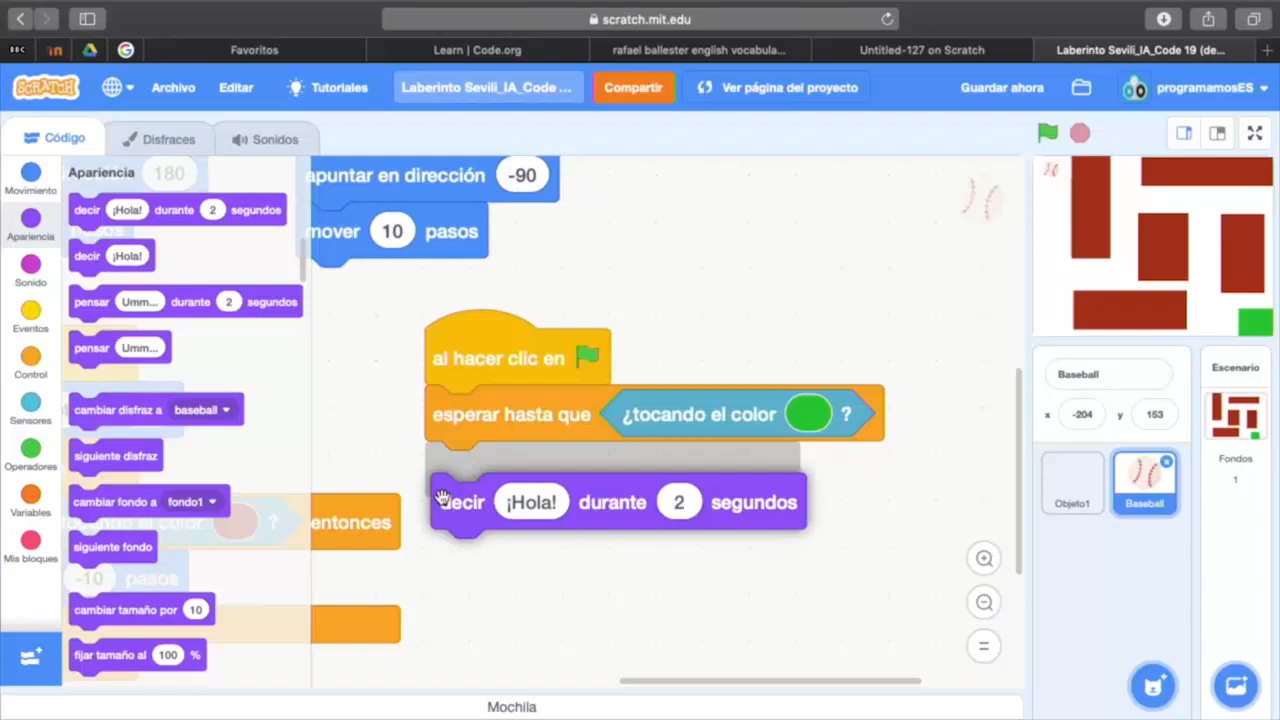 scratch.mit.edu
BBC
Favoritos
Learn | Code.org
rafael ballester english vocabula...
Untitled-127 on Scratch
Laberinto Sevili_IA_Code 19 (de...
SCRATCH
Archivo
Editar
Tutoriales
Laberinto Sevili_IA_Code ...
Compartir
Ver página del proyecto
Guardar ahora
programamosES
Código
Disfraces
Sonidos
Movimiento
Apariencia
Sonido
Eventos
Control
Sensores
Operadores
Variables
Mis bloques
Apariencia
180
decir ¡Hola! durante 2 segundos
decir ¡Hola!
pensar Umm... durante 2 segundos
pensar Umm...
cambiar disfraz a baseball
siguiente disfraz
cambiar fondo a fondo1
siguiente fondo
-10 pasos
cambiar tamaño por 10
fijar tamaño al 100 %
apuntar en dirección -90
mover 10 pasos
al hacer clic en
esperar hasta que ¿tocando el color ?
decir ¡Hola! durante 2 segundos
? entonces
Baseball
x -204 y 153
Objeto1
Baseball
Escenario
Fondos
1
Mochila